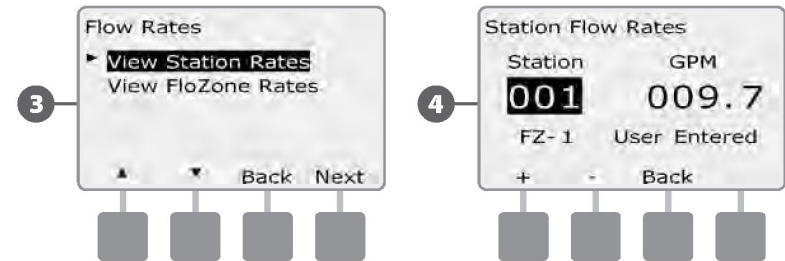 3
Flow Rates
View Station Rates
View FloZone Rates
Back Next
4
Station Flow Rates
Station GPM
001 009.7
FZ-1 User Entered
+ - Back